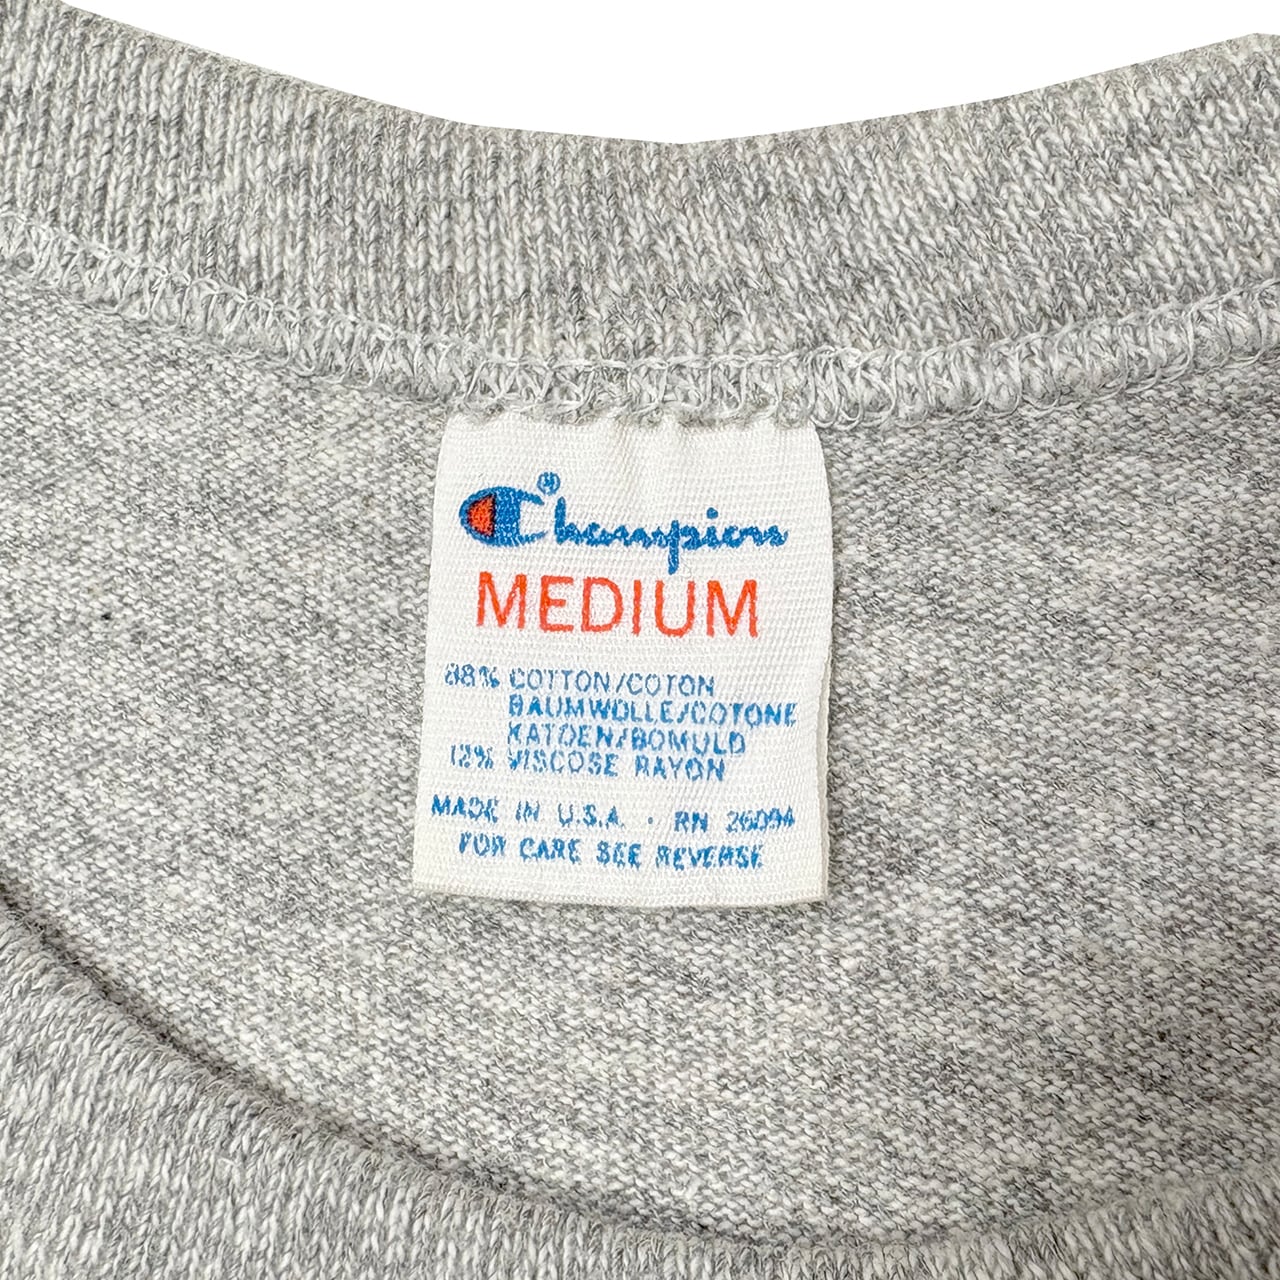 Champion®
MEDIUM
88% COTTON/COTON
BAUMWOLLE/COTONE
KATOEN/BOMULD
12% VISCOSE RAYON
MADE IN U.S.A. · RN 26094
FOR CARE SEE REVERSE